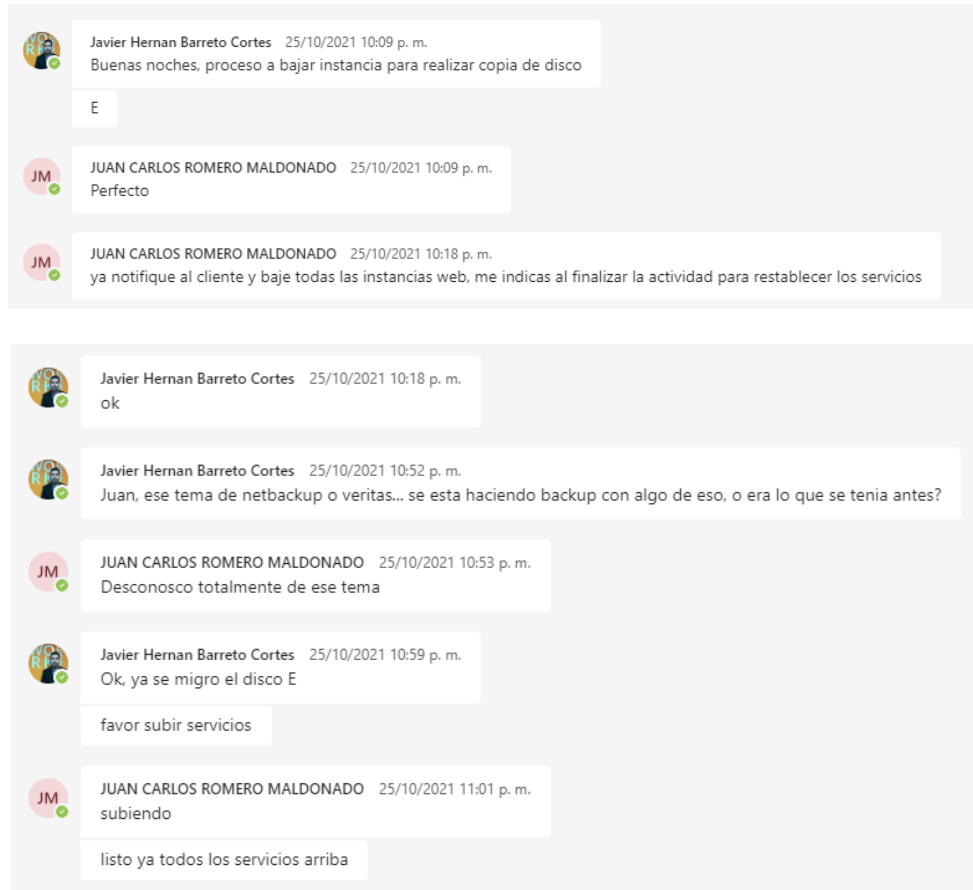 Javier Hernan Barreto Cortes 25/10/2021 10:09 p. m.
Buenas noches, proceso a bajar instancia para realizar copia de disco
E
JM
JUAN CARLOS ROMERO MALDONADO 25/10/2021 10:09 p. m.
Perfecto
JM
JUAN CARLOS ROMERO MALDONADO 25/10/2021 10:18 p. m.
ya notifique al cliente y baje todas las instancias web, me indicas al finalizar la actividad para restablecer los servicios
Javier Hernan Barreto Cortes 25/10/2021 10:18 p. m.
ok
Javier Hernan Barreto Cortes 25/10/2021 10:52 p. m.
Juan, ese tema de netbackup o veritas... se esta haciendo backup con algo de eso, o era lo que se tenia antes?
JM
JUAN CARLOS ROMERO MALDONADO 25/10/2021 10:53 p. m.
Desconosco totalmente de ese tema
Javier Hernan Barreto Cortes 25/10/2021 10:59 p. m.
Ok, ya se migro el disco E
favor subir servicios
JM
JUAN CARLOS ROMERO MALDONADO 25/10/2021 11:01 p. m.
subiendo
listo ya todos los servicios arriba